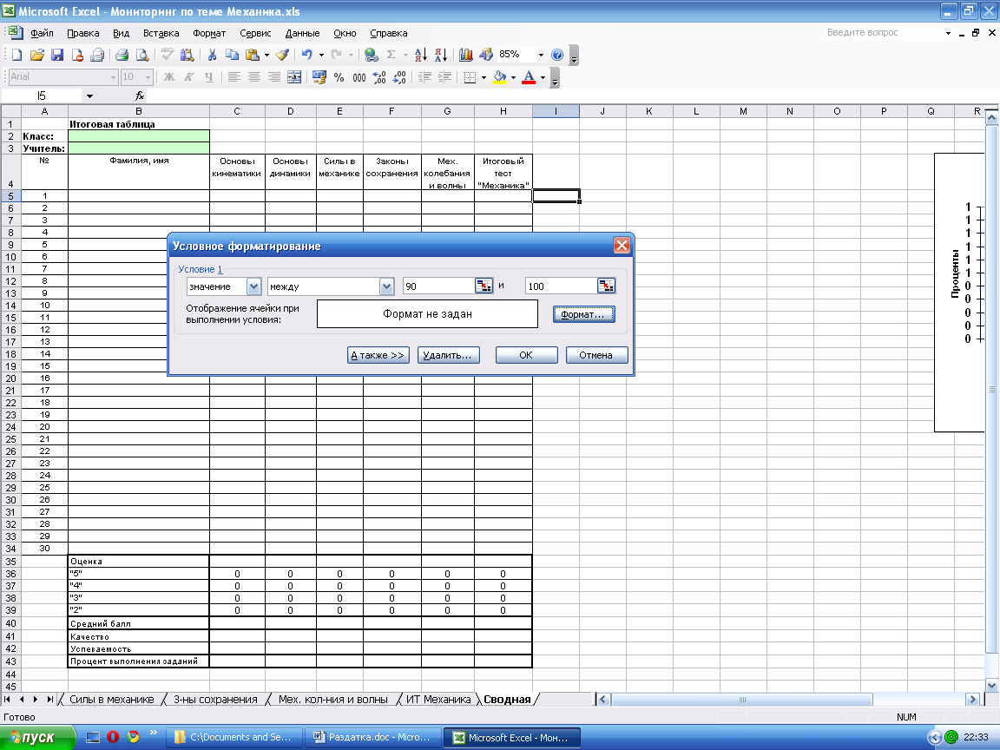 Microsoft Excel - Мониторинг по теме Механика.xls
Файл Правка Вид Вставка Формат Сервис Данные Окно Справка Введите вопрос
85%
Arial 10 Ж К Ч % 000
I5 fx
A B C D E F G H I J K L M N O P Q R
1 Итоговая таблица
2 Класс:
3 Учитель:
№ Фамилия, имя Основы Основы Силы в Законы Мех. Итоговый
кинематики динамики механике сохранения колебания тест
4 и волны "Механика"
5 1
6 2
7 3
8 4
9 5
10 6
11 7
12 8
13 9
14 10
15 11
16 12
17 13
18 14
19 15
20 16
21 17
22 18
23 19
24 20
25 21
26 22
27 23
28 24
29 25
30 26
31 27
32 28
33 29
34 30
35 Оценка
36 "5" 0 0 0 0 0 0
37 "4" 0 0 0 0 0 0
38 "3" 0 0 0 0 0 0
39 "2" 0 0 0 0 0 0
40 Средний балл
41 Качество
42 Успеваемость
43 Процент выполнения заданий
44
45
Условное форматирование
Условие 1
значение между 90 и 100
Отображение ячейки при
выполнении условия:
Формат не задан
Формат...
А также >> Удалить... ОК Отмена
Проценты
1
1
1
1
1
1
0
0
0
0
0
Силы в механике З-ны сохранения Мех. кол-ния и волны ИТ Механика Сводная
Готово NUM
пуск C:\Documents and Se... Раздатка.doc - Micro... Microsoft Excel - Мон... 22:33